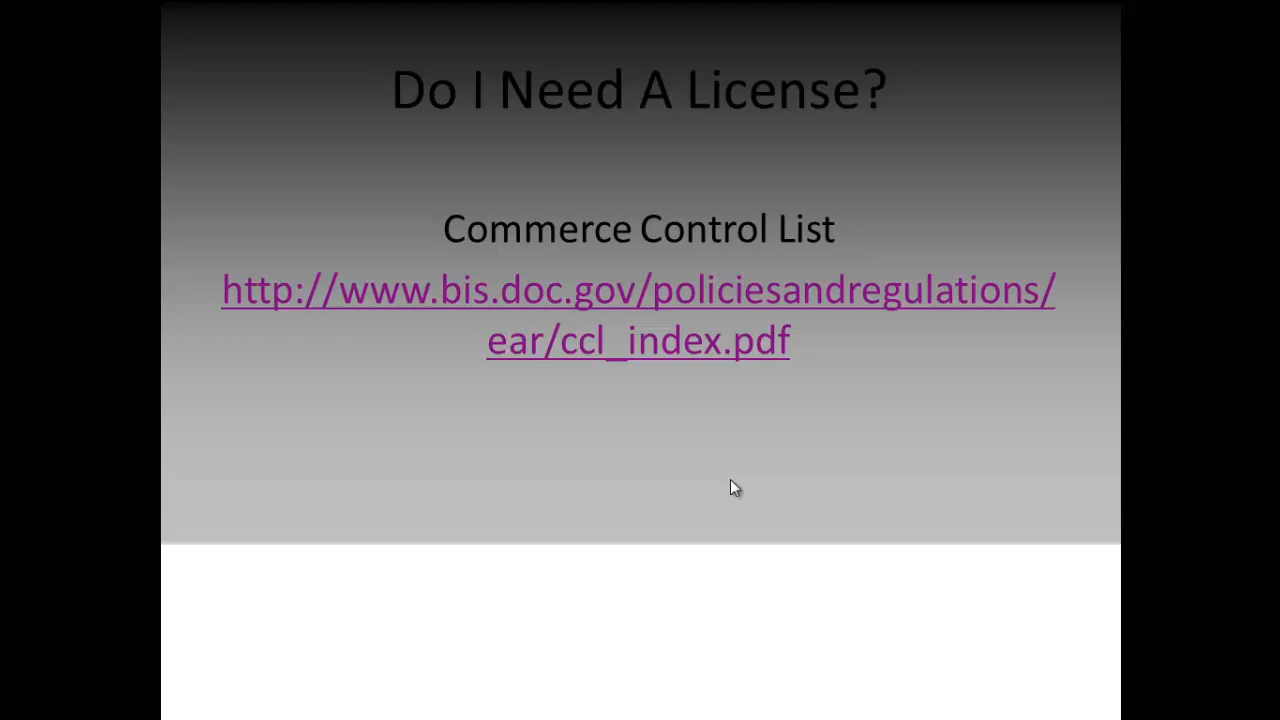 Do I Need A License?
Commerce Control List
http://www.bis.doc.gov/policiesandregulations/
ear/ccl_index.pdf